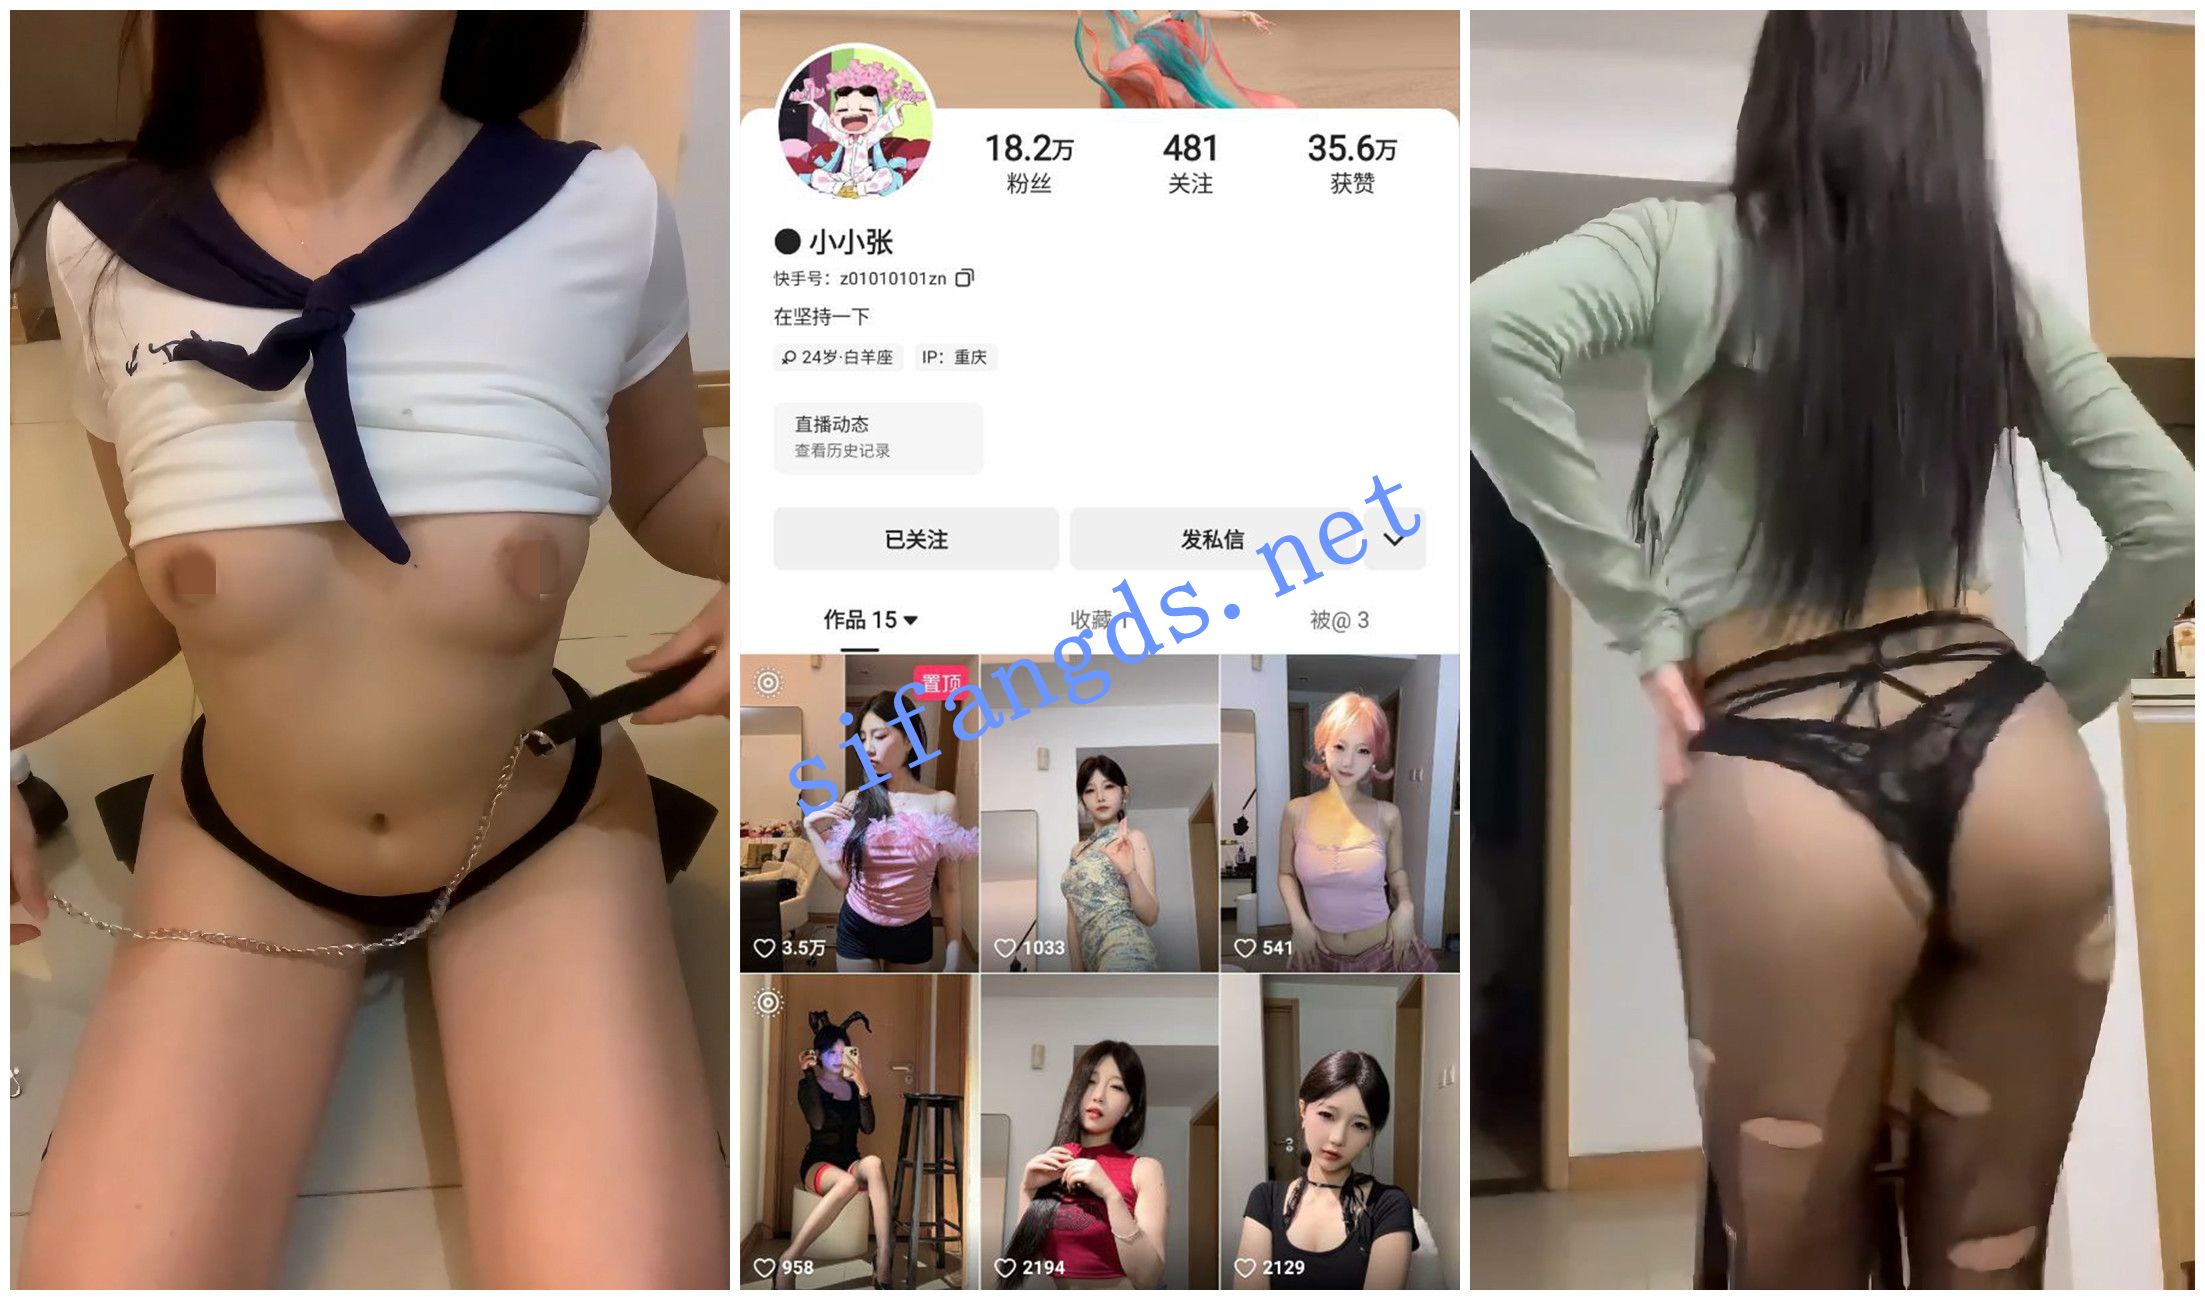 18.2万
481
35.6万
粉丝
关注
获赞
小小张
快手号：z01010101zn
在坚持一下
24岁·白羊座
IP：重庆
直播动态
查看历史记录
已关注
发私信
作品 15
收藏 1
被@ 3
置顶
3.5万
1033
541
958
2194
2129
sifangds.net